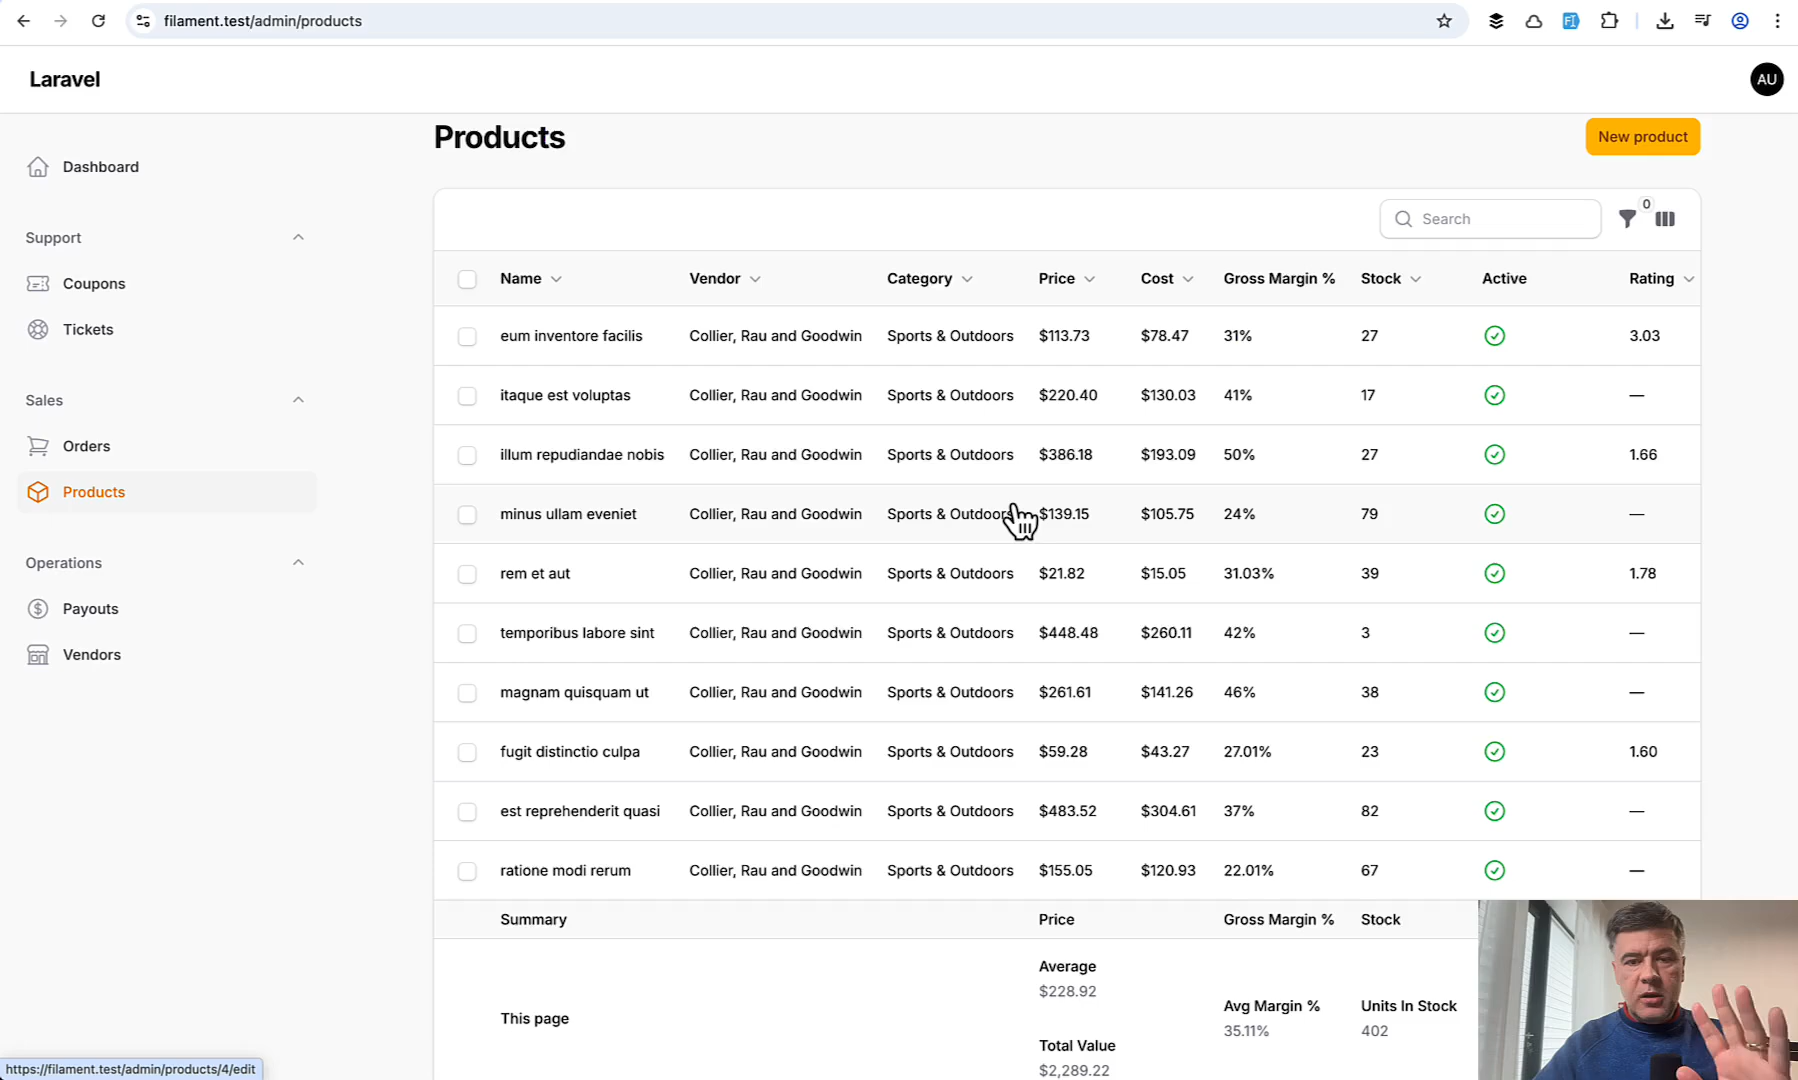 filament.test/admin/products
Laravel
AU
Products
New product
Dashboard
Support
Coupons
Tickets
Sales
Orders
Products
Operations
Payouts
Vendors
Search
0
Name Vendor Category Price Cost Gross Margin % Stock Active Rating
eum inventore facilis Collier, Rau and Goodwin Sports & Outdoors $113.73 $78.47 31% 27 3.03
itaque est voluptas Collier, Rau and Goodwin Sports & Outdoors $220.40 $130.03 41% 17 —
illum repudiandae nobis Collier, Rau and Goodwin Sports & Outdoors $386.18 $193.09 50% 27 1.66
minus ullam eveniet Collier, Rau and Goodwin Sports & Outdoors $139.15 $105.75 24% 79 —
rem et aut Collier, Rau and Goodwin Sports & Outdoors $21.82 $15.05 31.03% 39 1.78
temporibus labore sint Collier, Rau and Goodwin Sports & Outdoors $448.48 $260.11 42% 3 —
magnam quisquam ut Collier, Rau and Goodwin Sports & Outdoors $261.61 $141.26 46% 38 —
fugit distinctio culpa Collier, Rau and Goodwin Sports & Outdoors $59.28 $43.27 27.01% 23 1.60
est reprehenderit quasi Collier, Rau and Goodwin Sports & Outdoors $483.52 $304.61 37% 82 —
ratione modi rerum Collier, Rau and Goodwin Sports & Outdoors $155.05 $120.93 22.01% 67 —
Summary Price Gross Margin % Stock
Average
$228.92
This page Avg Margin % Units In Stock
35.11% 402
Total Value
$2,289.22
https://filament.test/admin/products/4/edit